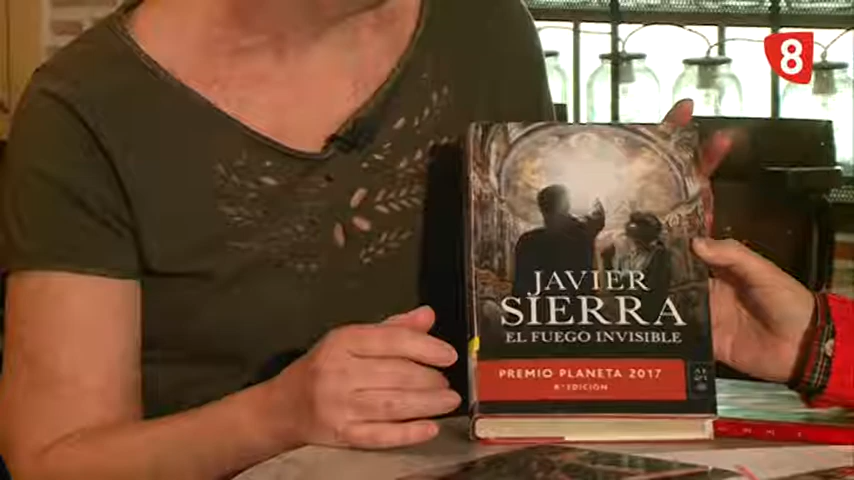 8
JAVIER
SIERRA
EL FUEGO INVISIBLE
PREMIO PLANETA 2017
8ª EDICIÓN